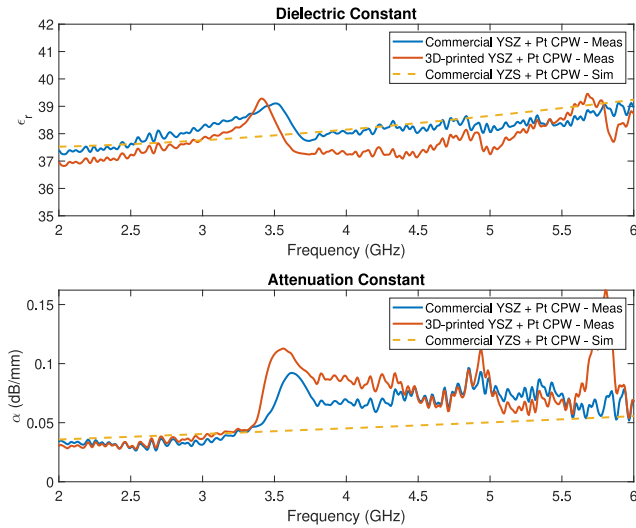 Dielectric Constant
42
41
40
39
38
37
36
35
ϵr
Commercial YSZ + Pt CPW - Meas
3D-printed YSZ + Pt CPW - Meas
Commercial YZS + Pt CPW - Sim
2 2.5 3 3.5 4 4.5 5 5.5 6
Frequency (GHz)
Attenuation Constant
0.15
0.1
0.05
0
α (dB/mm)
Commercial YSZ + Pt CPW - Meas
3D-printed YSZ + Pt CPW - Meas
Commercial YZS + Pt CPW - Sim
2 2.5 3 3.5 4 4.5 5 5.5 6
Frequency (GHz)